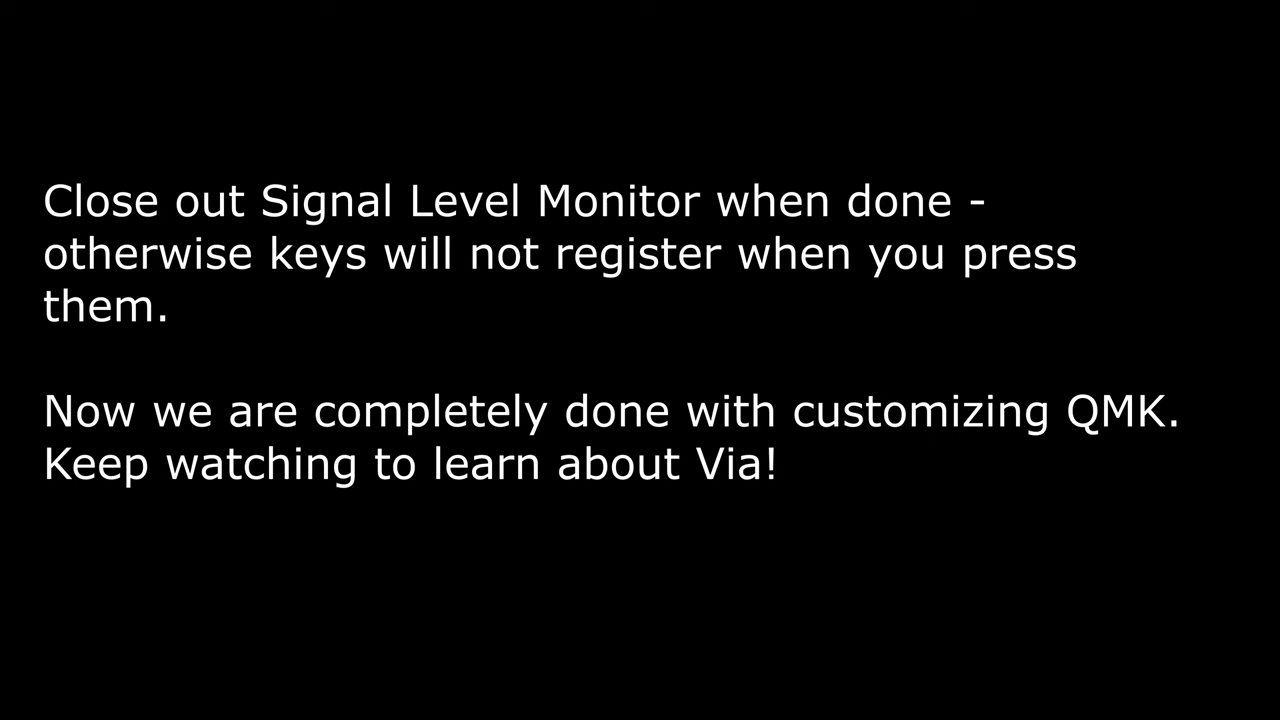 Close out Signal Level Monitor when done -
otherwise keys will not register when you press
them.
Now we are completely done with customizing QMK.
Keep watching to learn about Via!